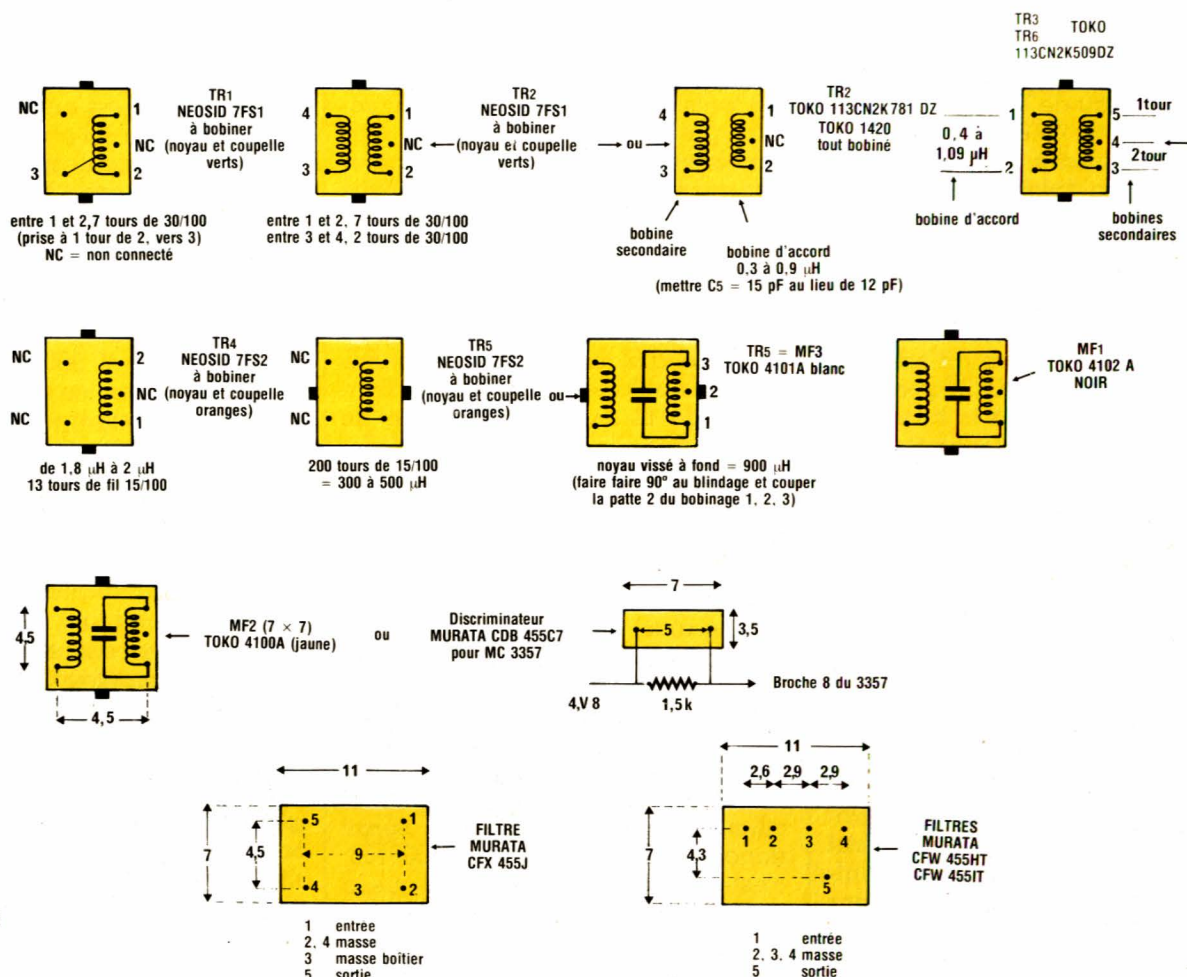 TR3
TR6
TOKO
113CN2K509DZ
NC
1
NC
3
2
TR1
NEOSID 7FS1
à bobiner
(noyau et coupelle
verts)
entre 1 et 2,7 tours de 30/100
(prise à 1 tour de 2, vers 3)
NC = non connecté
4
1
NC
3
2
TR2
NEOSID 7FS1
à bobiner
(noyau et coupelle
verts)
entre 1 et 2, 7 tours de 30/100
entre 3 et 4, 2 tours de 30/100
ou
4
1
NC
3
2
TR2
TOKO 113CN2K781 DZ
TOKO 1420
tout bobiné
bobine
secondaire
bobine d'accord
0,3 à 0,9 µH
(mettre C5 = 15 pF au lieu de 12 pF)
1
0,4 à
1,09 µH
2
5
1tour
4
2tour
3
bobine d'accord
bobines
secondaires
NC
2
NC
NC
1
TR4
NEOSID 7FS2
à bobiner
(noyau et coupelle
oranges)
de 1,8 µH à 2 µH
13 tours de fil 15/100
NC
NC
TR5
NEOSID 7FS2
à bobiner
(noyau et coupelle ou
oranges)
200 tours de 15/100
= 300 à 500 µH
3
2
1
TR5 = MF3
TOKO 4101A blanc
noyau vissé à fond = 900 µH
(faire faire 90° au blindage et couper
la patte 2 du bobinage 1, 2, 3)
MF1
TOKO 4102 A
NOIR
4,5
4,5
MF2 (7 × 7)
TOKO 4100A (jaune)
ou
Discriminateur
MURATA CDB 455C7
pour MC 3357
7
5
3,5
4,V 8
1,5 k
Broche 8 du 3357
11
7
4,5
5
1
9
4
3
2
FILTRE
MURATA
CFX 455J
1 entrée
2, 4 masse
3 masse boîtier
5 sortie
11
2,6
2,9
2,9
7
4,3
1
2
3
4
5
FILTRES
MURATA
CFW 455HT
CFW 455IT
1 entrée
2, 3, 4 masse
5 sortie